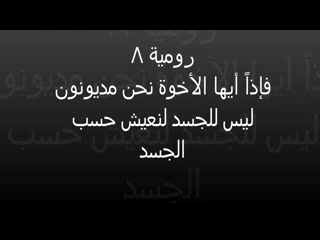 رومية ٨
فإذاً أيها الأخوة نحن مديونون
ليس للجسد لنعيش حسب
الجسد